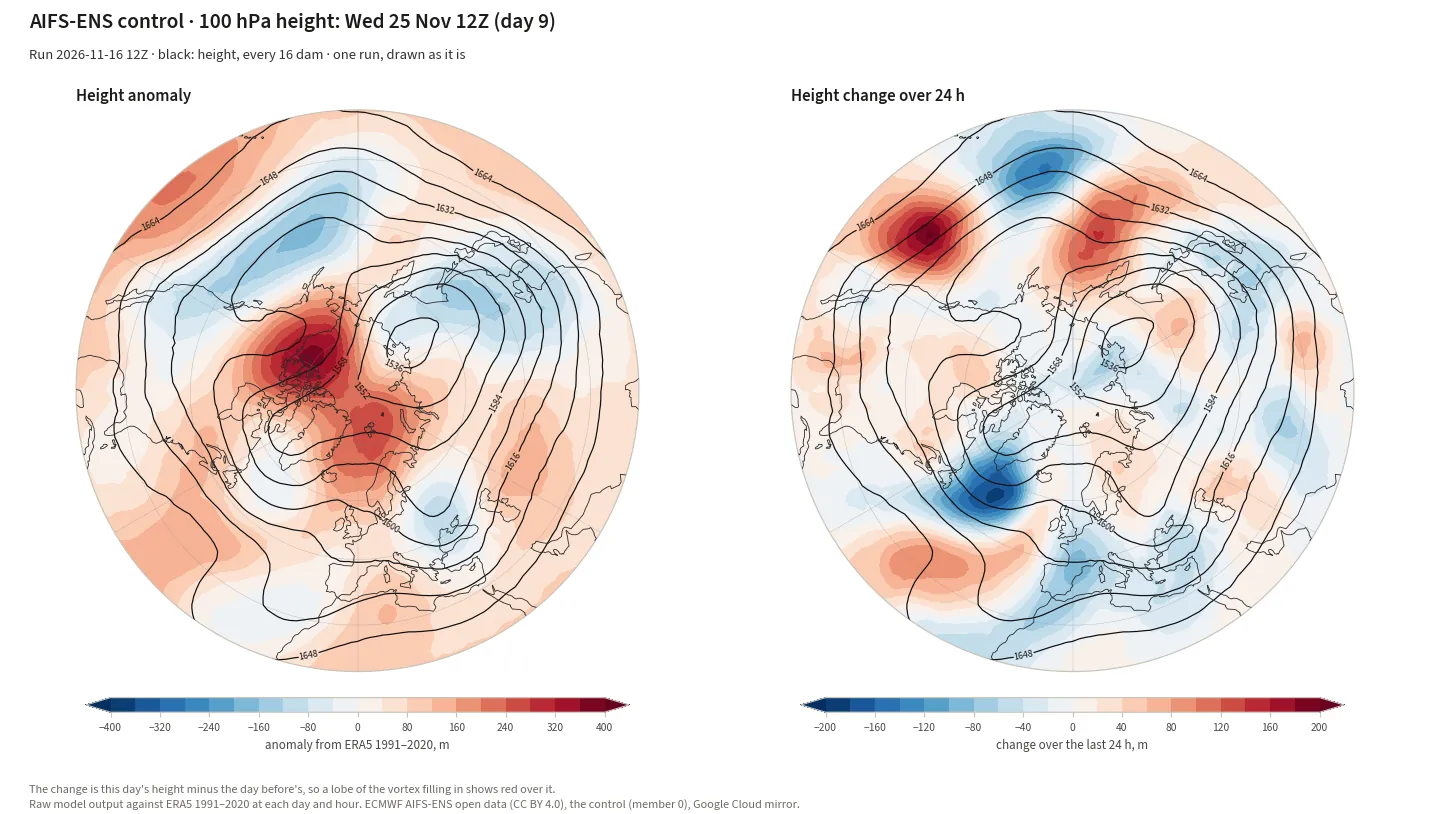 AIFS-ENS control · 100 hPa height: Wed 25 Nov 12Z (day 9)
Run 2026-11-16 12Z · black: height, every 16 dam · one run, drawn as it is
Height anomaly
1664
1648
1664
1632
1568
1536
1552
1584
1616
1600
1648
−400 −320 −240 −160 −80 0 80 160 240 320 400
anomaly from ERA5 1991–2020, m
Height change over 24 h
1664
1648
1664
1632
1568
1536
1552
1584
1616
1600
1648
−200 −160 −120 −80 −40 0 40 80 120 160 200
change over the last 24 h, m
The change is this day's height minus the day before's, so a lobe of the vortex filling in shows red over it.
Raw model output against ERA5 1991–2020 at each day and hour. ECMWF AIFS-ENS open data (CC BY 4.0), the control (member 0), Google Cloud mirror.